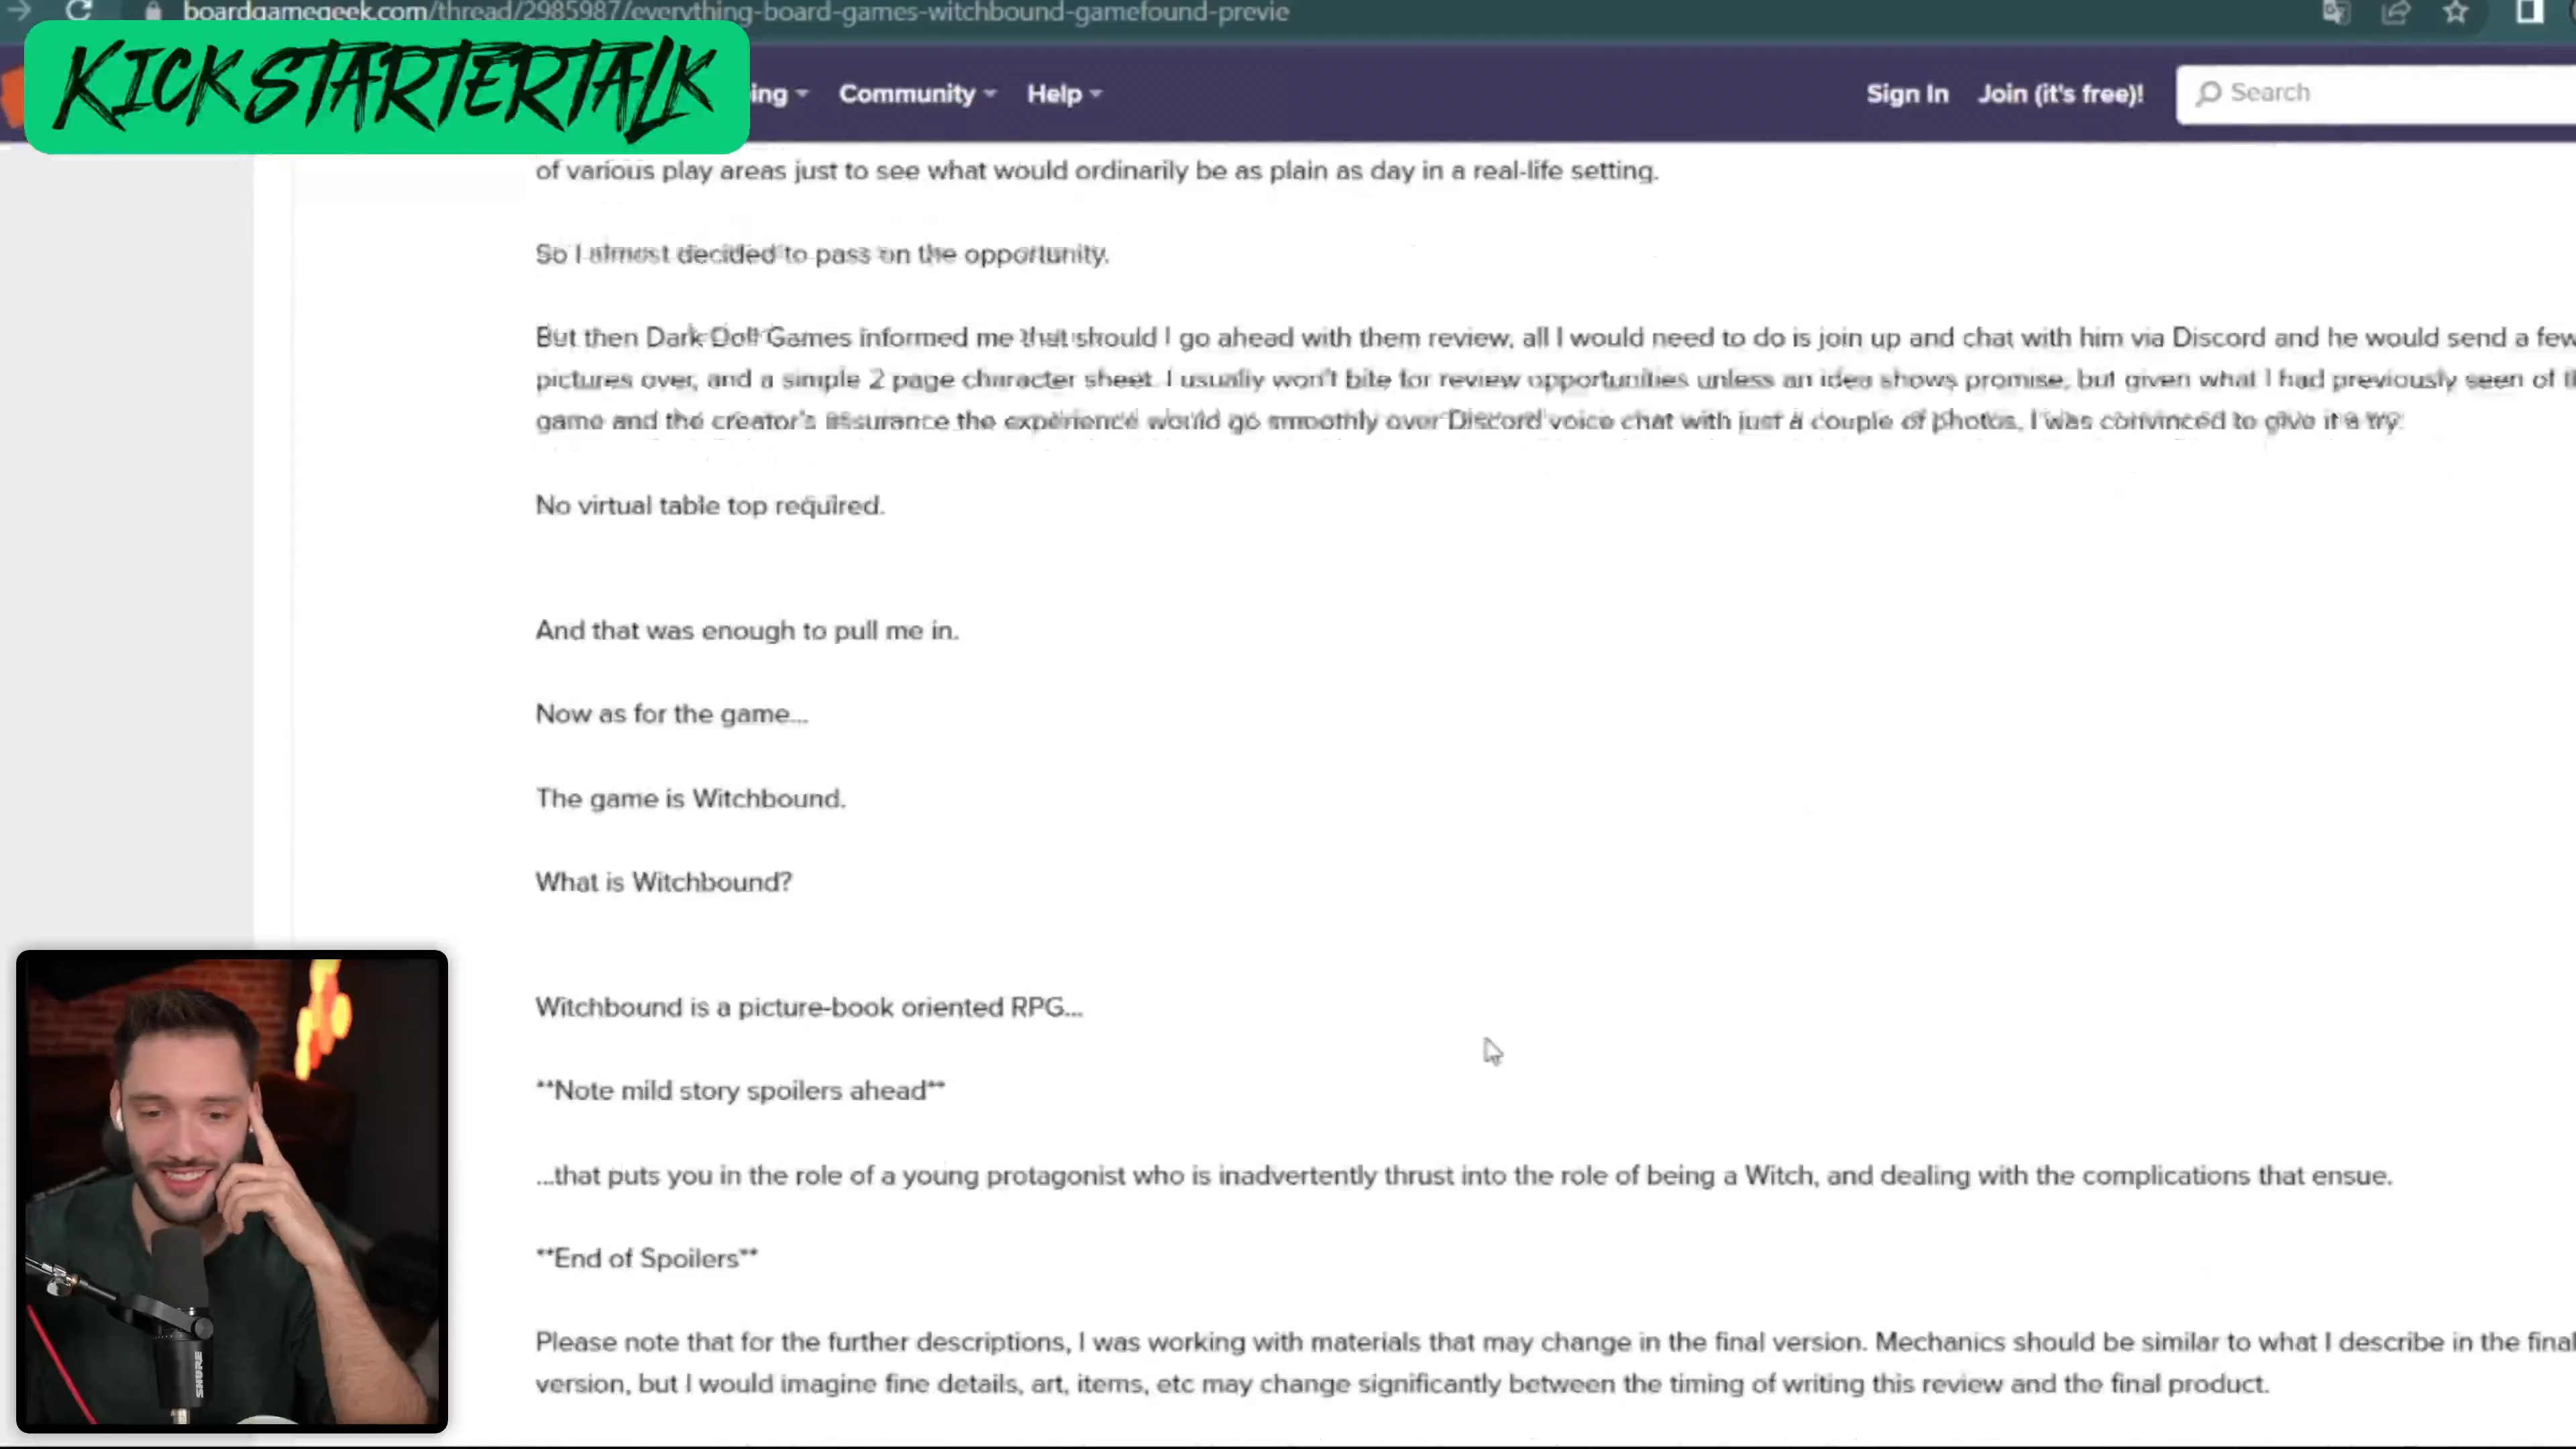 boardgamegeek.com/thread/2985987/everything-board-games-witchbound-gamefound-previe
KICKSTARTERTALK
ing Community Help Sign In Join (it's free)! Search
of various play areas just to see what would ordinarily be as plain as day in a real-life setting.
So I almost decided to pass on the opportunity.
But then Dark Doll Games informed me that should I go ahead with them review, all I would need to do is join up and chat with him via Discord and he would send a few
pictures over, and a simple 2 page character sheet. I usually won't bite for review opportunities unless an idea shows promise, but given what I had previously seen of
game and the creator's assurance the experience would go smoothly over Discord voice chat with just a couple of photos, I was convinced to give it a try.
No virtual table top required.
And that was enough to pull me in.
Now as for the game...
The game is Witchbound.
What is Witchbound?
Witchbound is a picture-book oriented RPG...
**Note mild story spoilers ahead**
...that puts you in the role of a young protagonist who is inadvertently thrust into the role of being a Witch, and dealing with the complications that ensue.
**End of Spoilers**
Please note that for the further descriptions, I was working with materials that may change in the final version. Mechanics should be similar to what I describe in the final
version, but I would imagine fine details, art, items, etc may change significantly between the timing of writing this review and the final product.
SHURE